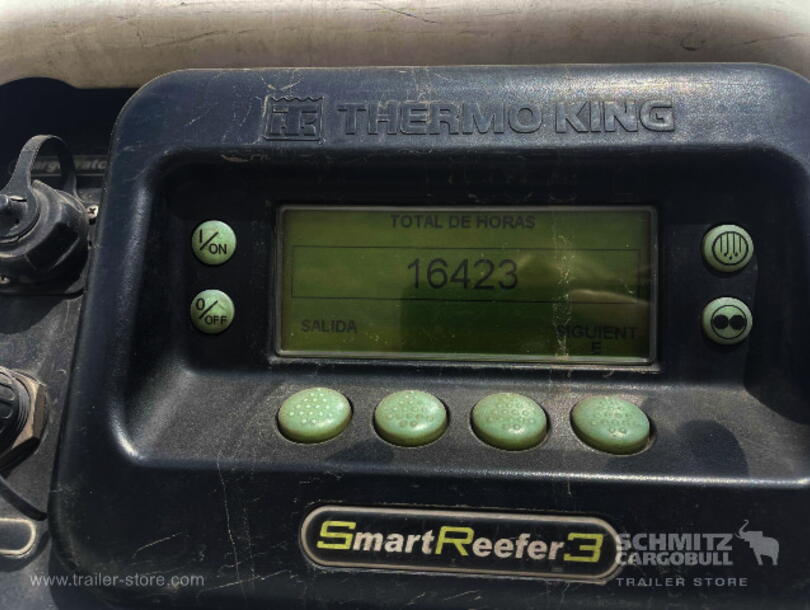 THERMO KING
TOTAL DE HORAS
16423
SALIDA
SIGUIENT
E
I/ON
0/OFF
SmartReefer3
SCHMITZ
CARGOBULL
TRAILER STORE
www.trailer-store.com